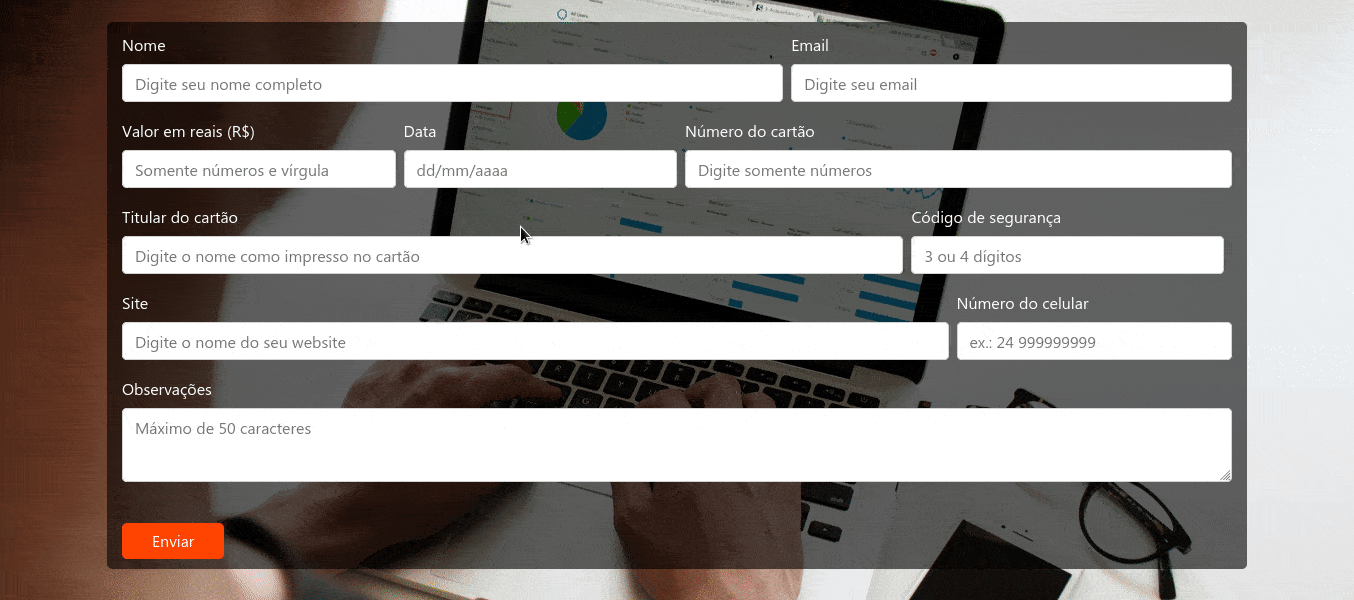 Nome Email
Digite seu nome completo Digite seu email
Valor em reais (R$) Data Número do cartão
Somente números e vírgula dd/mm/aaaa Digite somente números
Titular do cartão Código de segurança
Digite o nome como impresso no cartão 3 ou 4 dígitos
Site Número do celular
Digite o nome do seu website ex.: 24 999999999
Observações
Máximo de 50 caracteres
Enviar